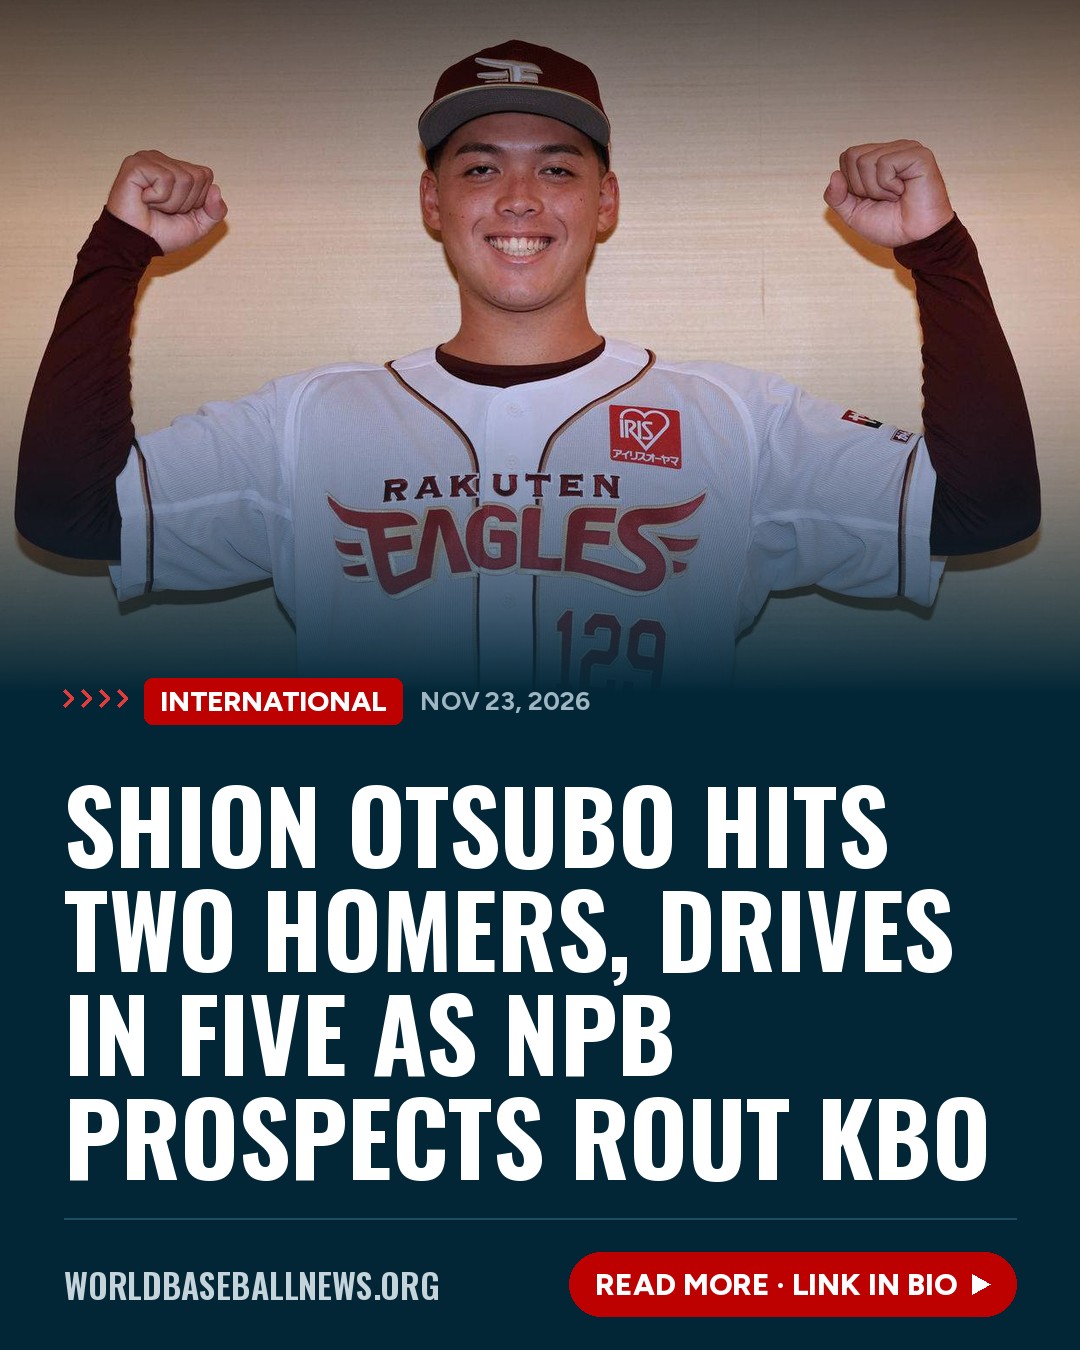 IRIS
アイリスオーヤマ
RAKUTEN
EAGLES
129
INTERNATIONAL
NOV 23, 2026
SHION OTSUBO HITS
TWO HOMERS, DRIVES
IN FIVE AS NPB
PROSPECTS ROUT KBO
WORLDBASEBALLNEWS.ORG
READ MORE · LINK IN BIO